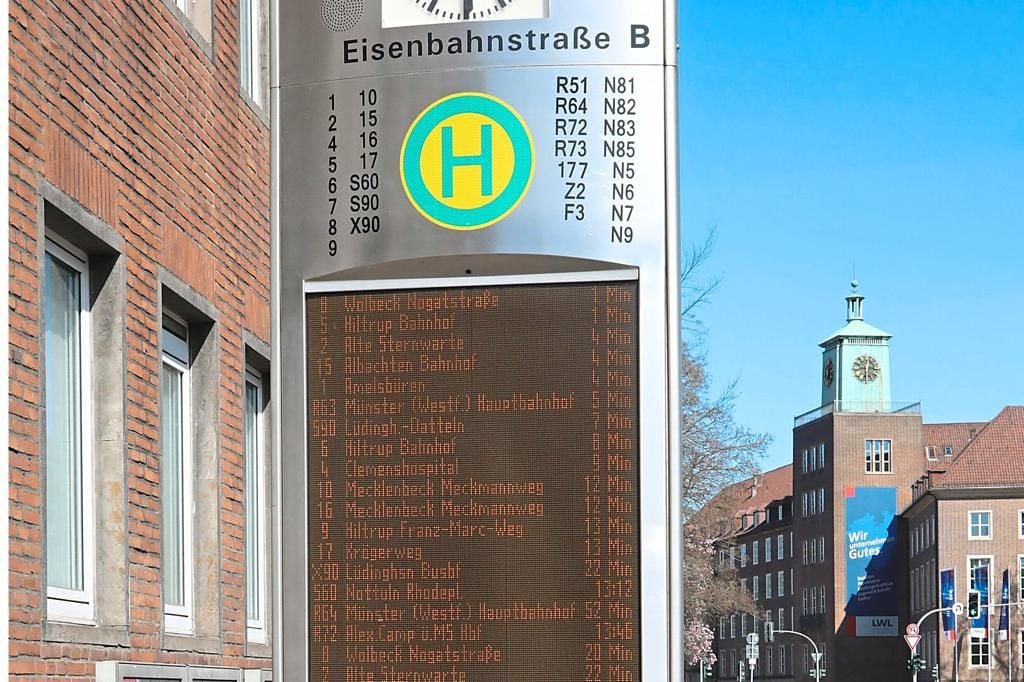 Eisenbahnstraße B
1
2
4
5
6
7
8
9
10
15
16
17
S60
S90
X90
H
R51
R64
R72
R73
177
Z2
F3
N81
N82
N83
N85
N5
N6
N7
N9
8 Wolbeck Nogatstraße 1 Min
5 Hiltrup Bahnhof 1 Min
2 Alte Sternwarte 4 Min
15 Albachten Bahnhof 4 Min
1 Amelsbüren 4 Min
R63 Münster (Westf.) Hauptbahnhof 5 Min
S90 Lüdingh.-Datteln 7 Min
6 Hiltrup Bahnhof 8 Min
4 Clemenshospital 9 Min
10 Mecklenbeck Meckmannweg 12 Min
16 Mecklenbeck Meckmannweg 12 Min
9 Hiltrup Franz-Marc-Weg 13 Min
17 Krögerweg 13 Min
X90 Lüdinghsn Busbf 22 Min
S60 Nottuln Rhodepl.
R64 Münster (Westf.) Hauptbahnhof 52 Min
R72 Alex.Camp ü.MS Hbf 13:46
8 Wolbeck Nogatstraße 20 Min
2 Alte Sternwarte 22 Min
Wir
unternehmen
Gutes.
LWL